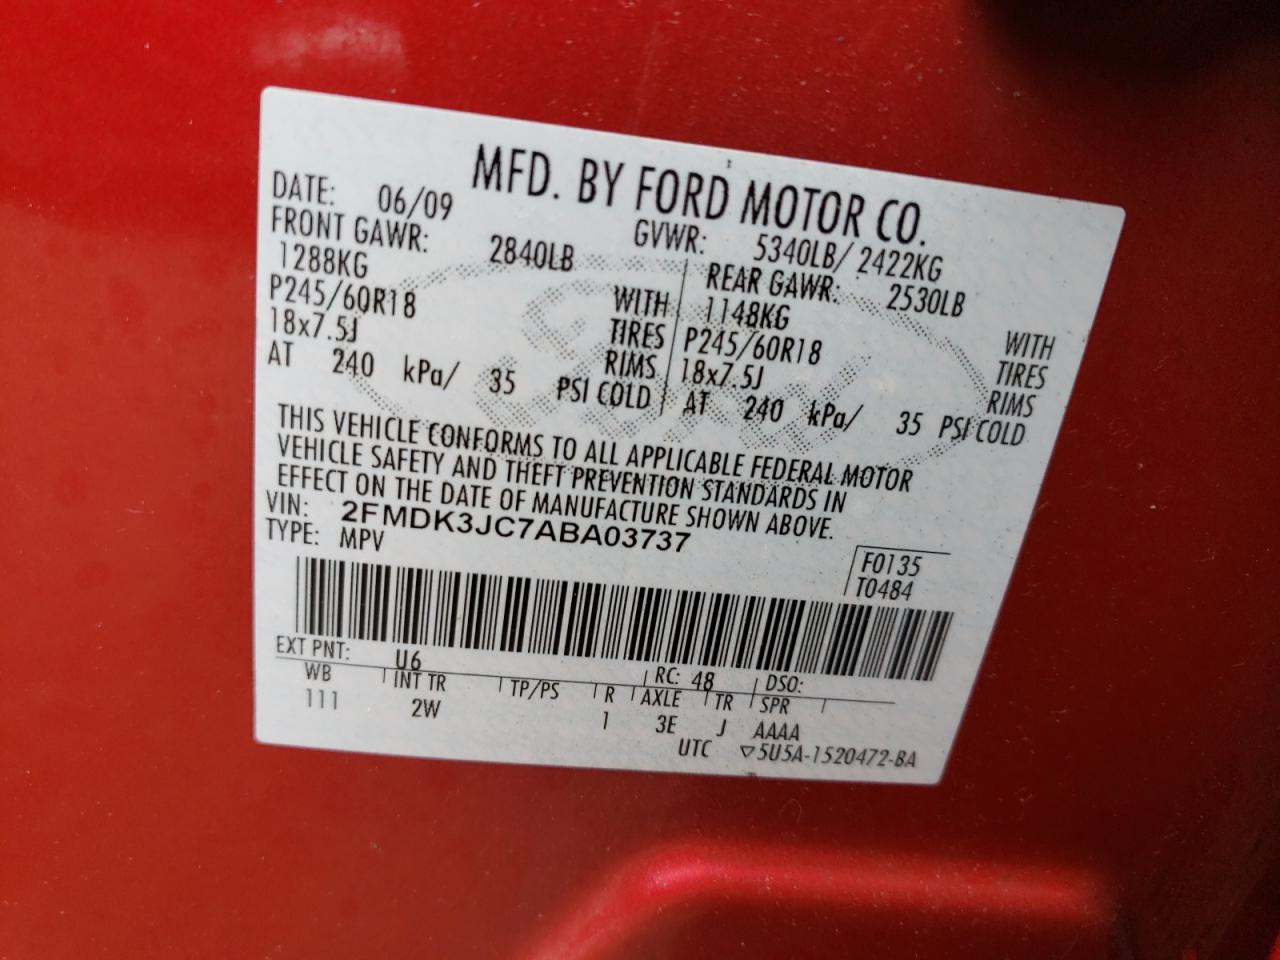 MFD. BY FORD MOTOR CO.
DATE: 06/09 GVWR: 5340LB/ 2422KG
FRONT GAWR: 2840LB REAR GAWR: 2530LB
1288KG WITH 1148KG WITH
P245/60R18 TIRES P245/60R18 TIRES
18x7.5J RIMS 18x7.5J RIMS
AT 240 kPa/ 35 PSI COLD AT 240 kPa/ 35 PSI COLD
THIS VEHICLE CONFORMS TO ALL APPLICABLE FEDERAL MOTOR
VEHICLE SAFETY AND THEFT PREVENTION STANDARDS IN
EFFECT ON THE DATE OF MANUFACTURE SHOWN ABOVE.
VIN: 2FMDK3JC7ABA03737
TYPE: MPV
F0135
T0484
EXT PNT: U6 RC: 48 DSO:
WB INT TR TP/PS R AXLE TR SPR
111 2W 1 3E J AAAA
UTC ▽5U5A-1520472-BA
Ford